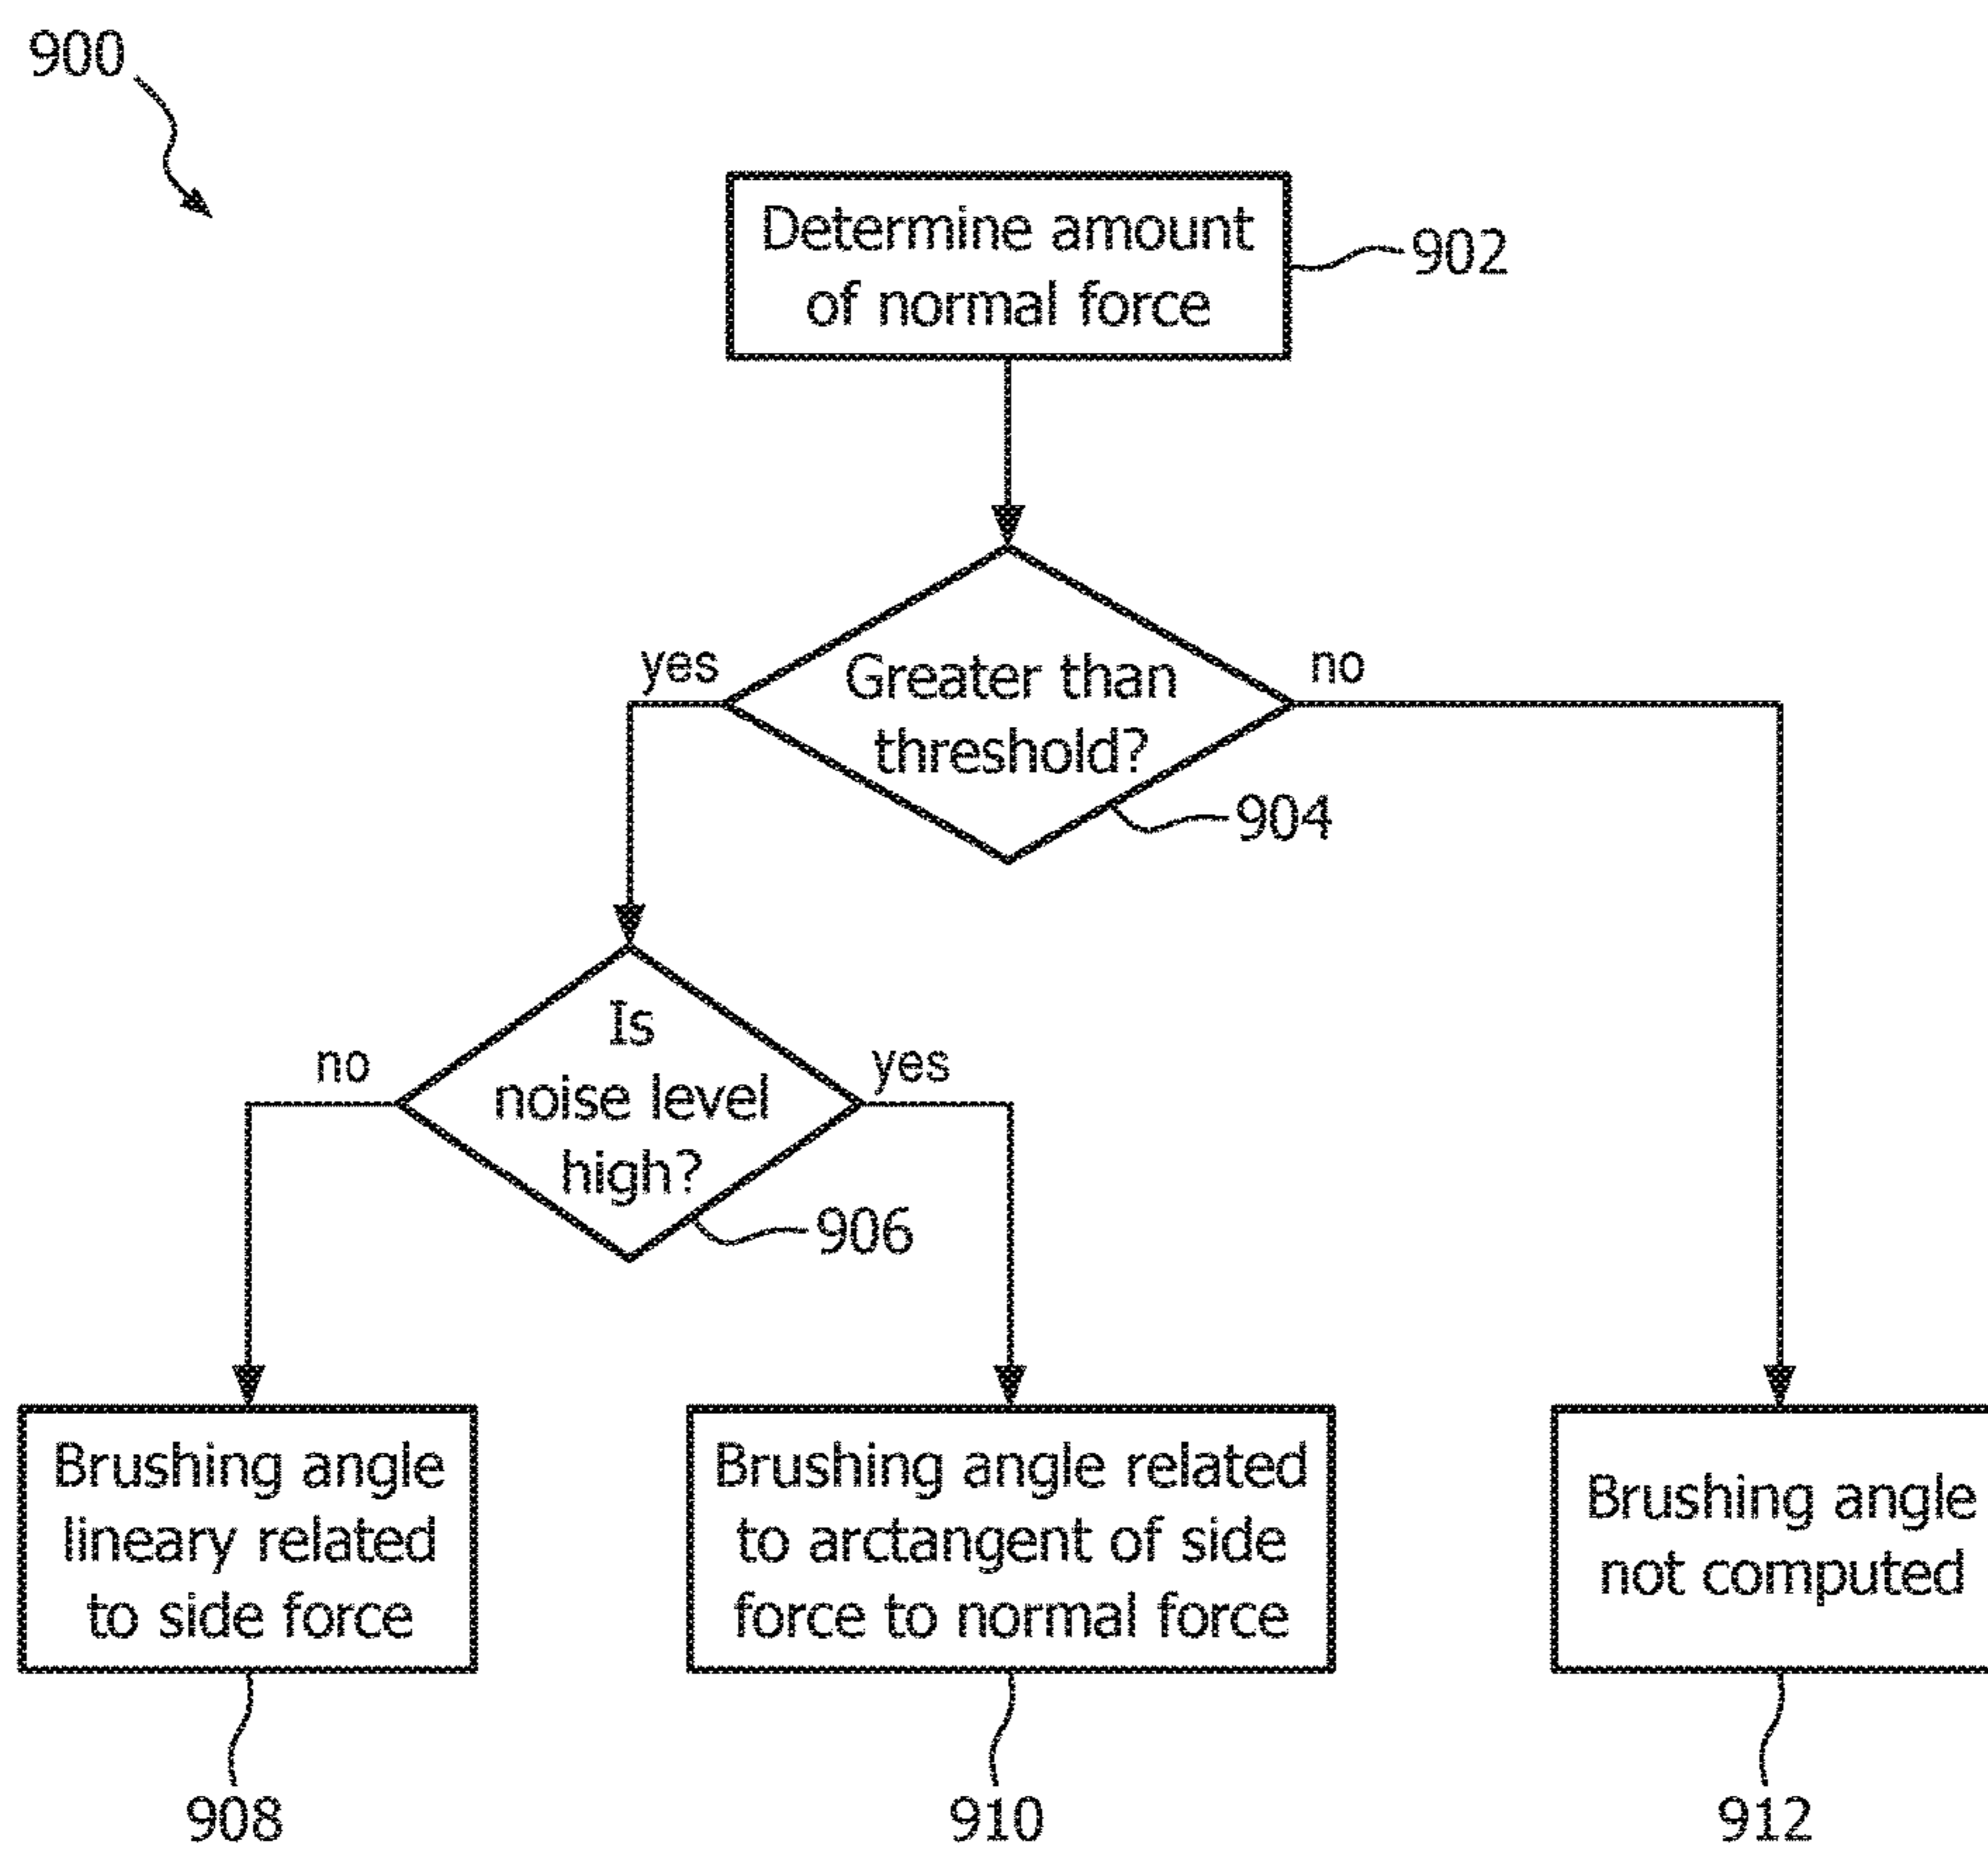 900
Determine amount
of normal force
902
yes
Greater than
threshold?
no
904
no
Is
noise level
high?
yes
906
Brushing angle
lineary related
to side force
Brushing angle related
to arctangent of side
force to normal force
Brushing angle
not computed
908
910
912